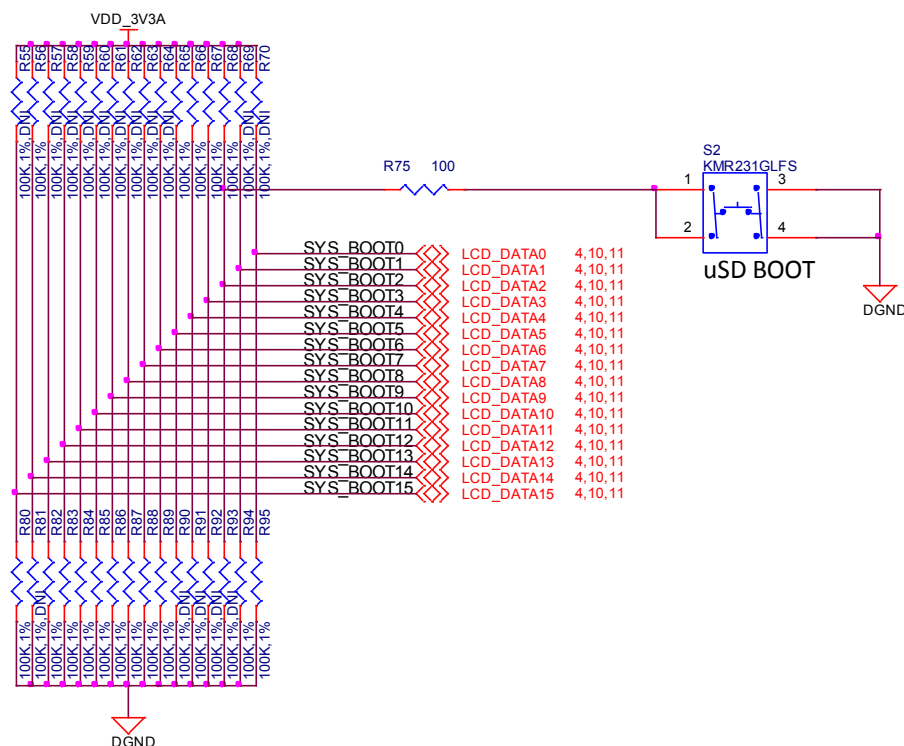 VDD_3V3A
R55
R56
R57
R58
R59
R60
R61
R62
R63
R64
R65
R66
R67
R68
R69
R70
100K,1%,DNI
100K,1%
100K,1%,DNI
100K,1%,DNI
100K,1%,DNI
100K,1%,DNI
100K,1%,DNI
100K,1%,DNI
100K,1%,DNI
100K,1%,DNI
100K,1%,DNI
100K,1%
100K,1%
100K,1%
100K,1%,DNI
100K,1%,DNI
R75 100
S2
KMR231GLFS
1 3
2 4
uSD BOOT
DGND
SYS_BOOT0 LCD_DATA0 4,10,11
SYS_BOOT1 LCD_DATA1 4,10,11
SYS_BOOT2 LCD_DATA2 4,10,11
SYS_BOOT3 LCD_DATA3 4,10,11
SYS_BOOT4 LCD_DATA4 4,10,11
SYS_BOOT5 LCD_DATA5 4,10,11
SYS_BOOT6 LCD_DATA6 4,10,11
SYS_BOOT7 LCD_DATA7 4,10,11
SYS_BOOT8 LCD_DATA8 4,10,11
SYS_BOOT9 LCD_DATA9 4,10,11
SYS_BOOT10 LCD_DATA10 4,10,11
SYS_BOOT11 LCD_DATA11 4,10,11
SYS_BOOT12 LCD_DATA12 4,10,11
SYS_BOOT13 LCD_DATA13 4,10,11
SYS_BOOT14 LCD_DATA14 4,10,11
SYS_BOOT15 LCD_DATA15 4,10,11
R80
R81
R82
R83
R84
R85
R86
R87
R88
R89
R90
R91
R92
R93
R94
R95
100K,1%
100K,1%,DNI
100K,1%
100K,1%
100K,1%
100K,1%
100K,1%
100K,1%
100K,1%
100K,1%
100K,1%
100K,1%,DNI
100K,1%,DNI
100K,1%,DNI
100K,1%
100K,1%
DGND